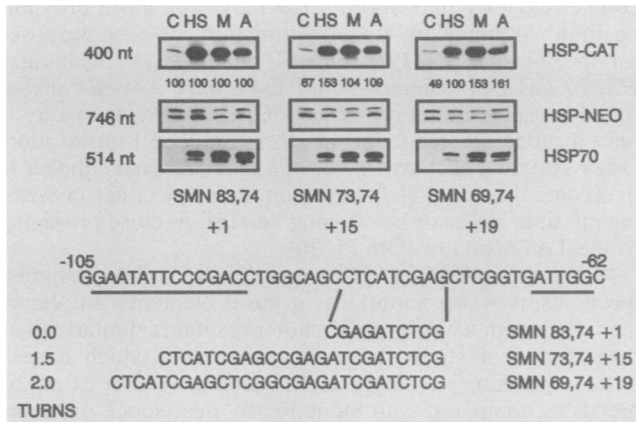 C HS M A C HS M A C HS M A
400 nt HSP-CAT
100 100 100 100 67 153 104 109 49 100 153 161
746 nt HSP-NEO
514 nt HSP70
SMN 83,74 SMN 73,74 SMN 69,74
+1 +15 +19
-105 -62
GGAATATTCCCGACCTGGCAGCCTCATCGAGCTCGGTGATTGGC
0.0 CGAGATCTCG SMN 83,74 +1
1.5 CTCATCGAGCCGAGATCGATCTCG SMN 73,74 +15
2.0 CTCATCGAGCTCGGCGAGATCGATCTCG SMN 69,74 +19
TURNS